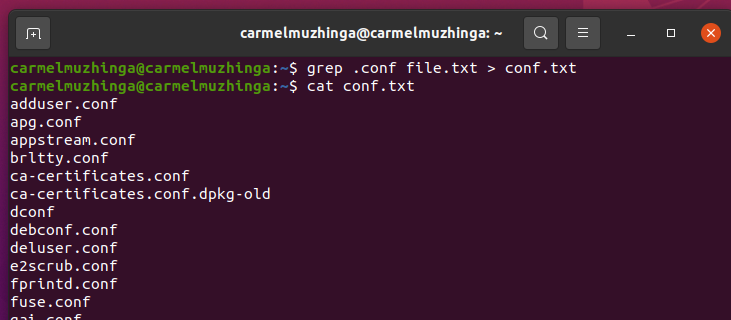 carmelmuzhinga@carmelmuzhinga: ~
carmelmuzhinga@carmelmuzhinga:~$ grep .conf file.txt > conf.txt
carmelmuzhinga@carmelmuzhinga:~$ cat conf.txt
adduser.conf
apg.conf
appstream.conf
brltty.conf
ca-certificates.conf
ca-certificates.conf.dpkg-old
dconf
debconf.conf
deluser.conf
e2scrub.conf
fprintd.conf
fuse.conf